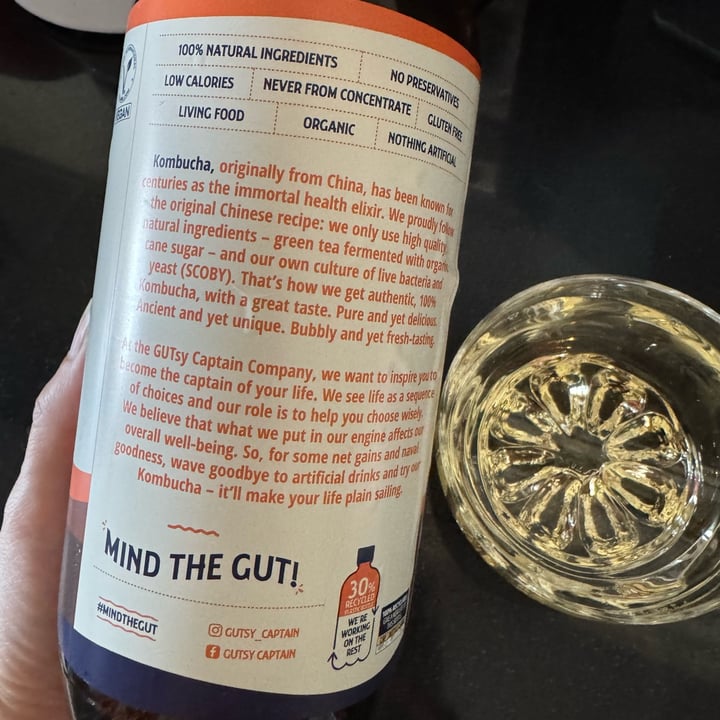 100% NATURAL INGREDIENTS
NO PRESERVATIVES
LOW CALORIES
NEVER FROM CONCENTRATE
GLUTEN FREE
LIVING FOOD
ORGANIC
NOTHING ARTIFICIAL
VEGAN
Kombucha, originally from China, has been known for
centuries as the immortal health elixir. We proudly follow
the original Chinese recipe: we only use high quality,
natural ingredients – green tea fermented with organic
cane sugar – and our own culture of live bacteria and
yeast (SCOBY). That's how we get authentic, 100%
Kombucha, with a great taste. Pure and yet delicious.
Ancient and yet unique. Bubbly and yet fresh-tasting.
At the GUTsy Captain Company, we want to inspire you to
become the captain of your life. We see life as a sequence
of choices and our role is to help you choose wisely.
We believe that what we put in our engine affects our
overall well-being. So, for some net gains and naval
goodness, wave goodbye to artificial drinks and try our
Kombucha – it'll make your life plain sailing.
MIND THE GUT!
#MINDTHEGUT
GUTSY_CAPTAIN
GUTSY CAPTAIN
30%
RECYCLED
WE'RE
WORKING
ON THE
REST